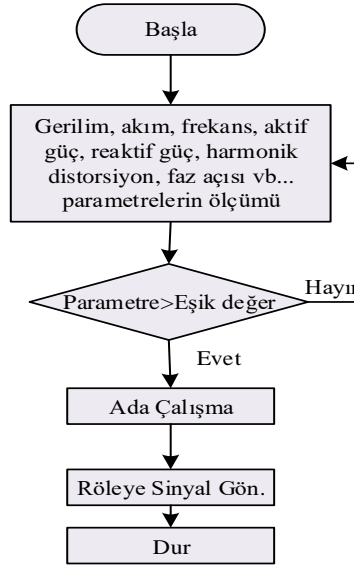 Başla
Gerilim, akım, frekans, aktif
güç, reaktif güç, harmonik
distorsiyon, faz açısı vb...
parametrelerin ölçümü
Parametre>Eşik değer
Hayır
Evet
Ada Çalışma
Röleye Sinyal Gön.
Dur